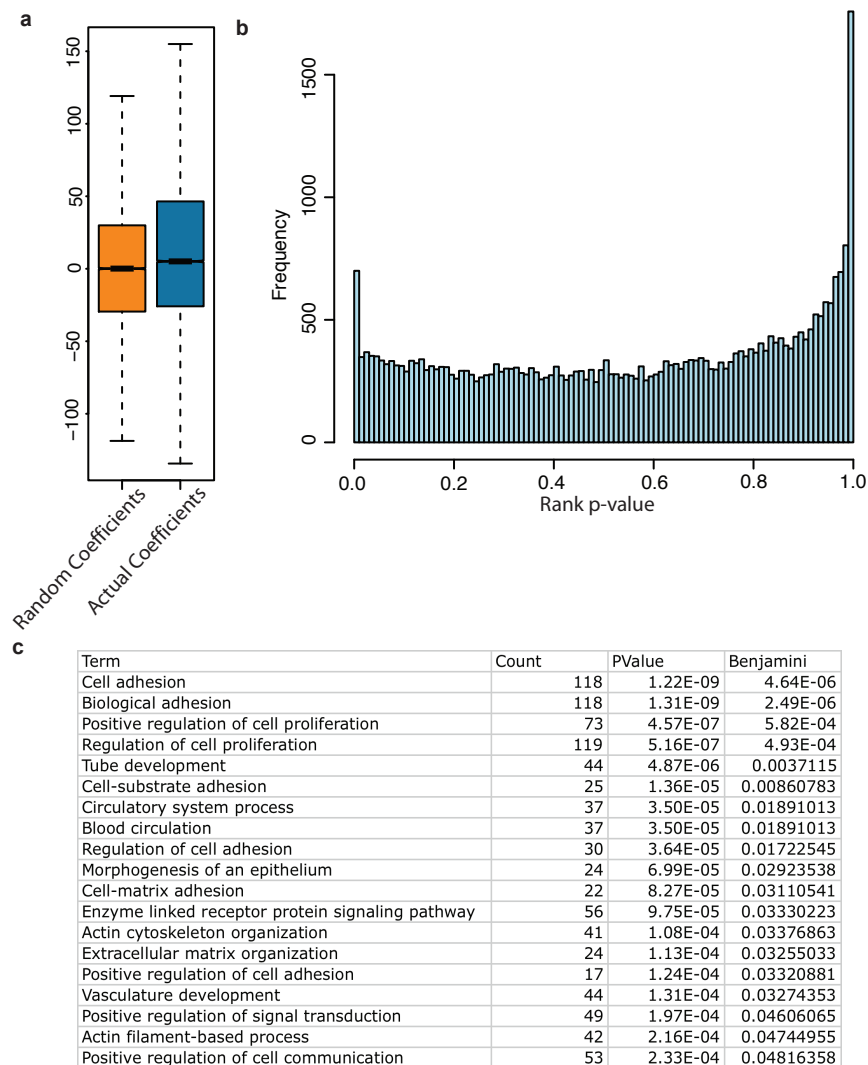 a
b
150
100
50
0
−50
−100
Random Coefficients
Actual Coefficients
Frequency
1500
1000
500
0
0.0 0.2 0.4 0.6 0.8 1.0
Rank p-value
c
Term Count PValue Benjamini
Cell adhesion 118 1.22E-09 4.64E-06
Biological adhesion 118 1.31E-09 2.49E-06
Positive regulation of cell proliferation 73 4.57E-07 5.82E-04
Regulation of cell proliferation 119 5.16E-07 4.93E-04
Tube development 44 4.87E-06 0.0037115
Cell-substrate adhesion 25 1.36E-05 0.00860783
Circulatory system process 37 3.50E-05 0.01891013
Blood circulation 37 3.50E-05 0.01891013
Regulation of cell adhesion 30 3.64E-05 0.01722545
Morphogenesis of an epithelium 24 6.99E-05 0.02923538
Cell-matrix adhesion 22 8.27E-05 0.03110541
Enzyme linked receptor protein signaling pathway 56 9.75E-05 0.03330223
Actin cytoskeleton organization 41 1.08E-04 0.03376863
Extracellular matrix organization 24 1.13E-04 0.03255033
Positive regulation of cell adhesion 17 1.24E-04 0.03320881
Vasculature development 44 1.31E-04 0.03274353
Positive regulation of signal transduction 49 1.97E-04 0.04606065
Actin filament-based process 42 2.16E-04 0.04744955
Positive regulation of cell communication 53 2.33E-04 0.04816358